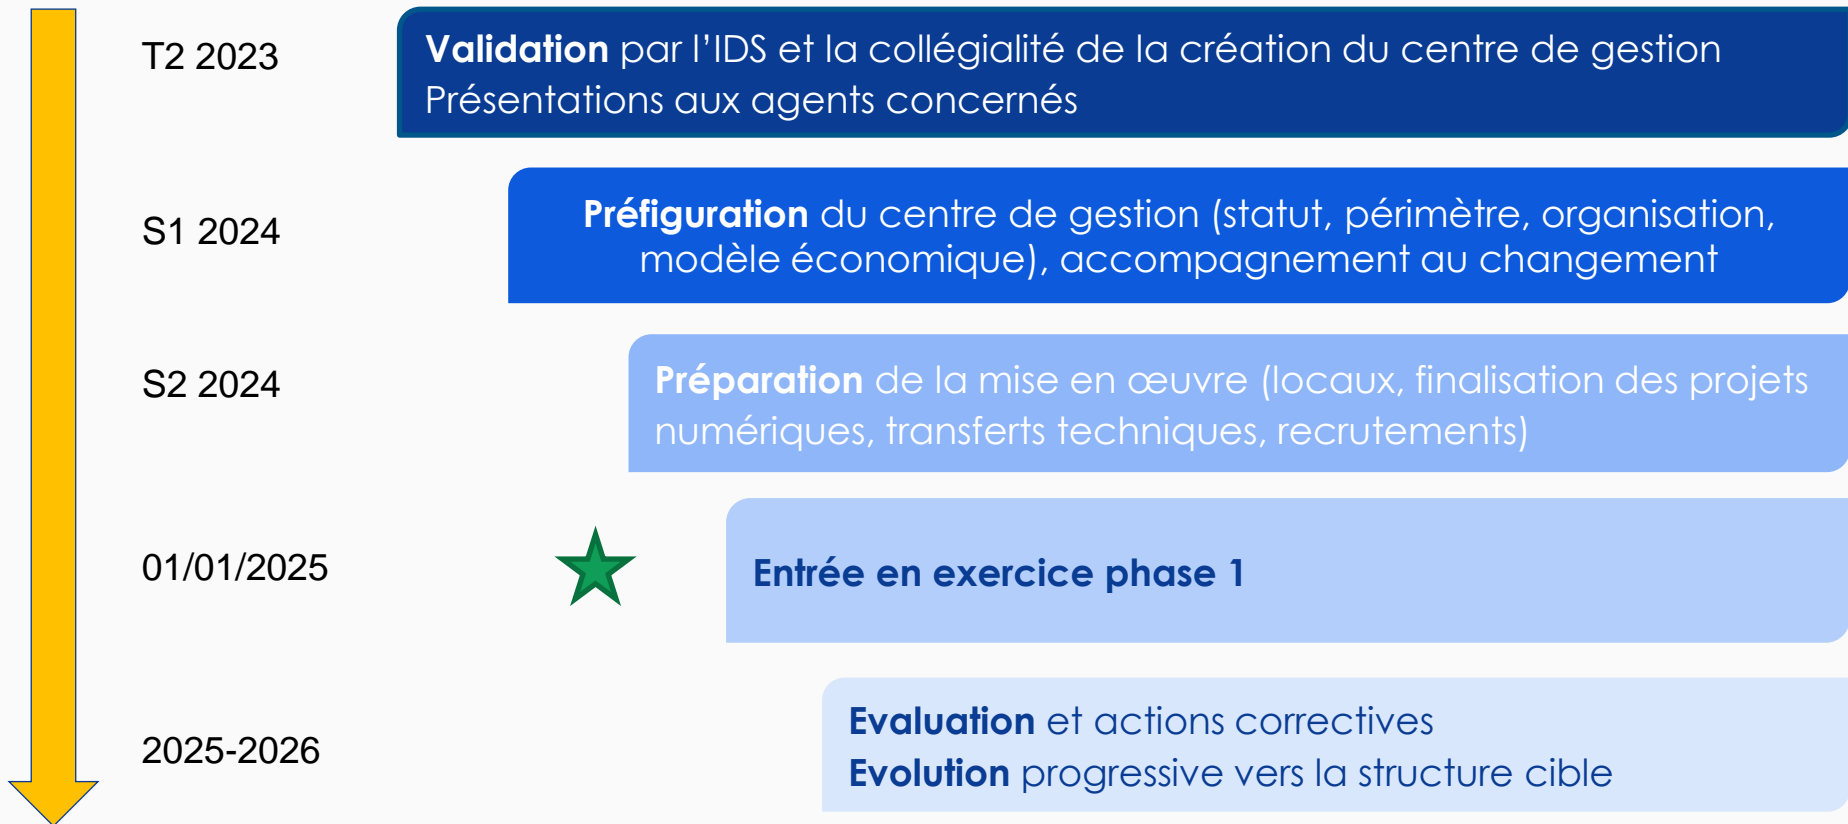 T2 2023
Validation par l’IDS et la collégialité de la création du centre de gestion
Présentations aux agents concernés
S1 2024
Préfiguration du centre de gestion (statut, périmètre, organisation,
modèle économique), accompagnement au changement
S2 2024
Préparation de la mise en œuvre (locaux, finalisation des projets
numériques, transferts techniques, recrutements)
01/01/2025
Entrée en exercice phase 1
2025-2026
Evaluation et actions correctives
Evolution progressive vers la structure cible